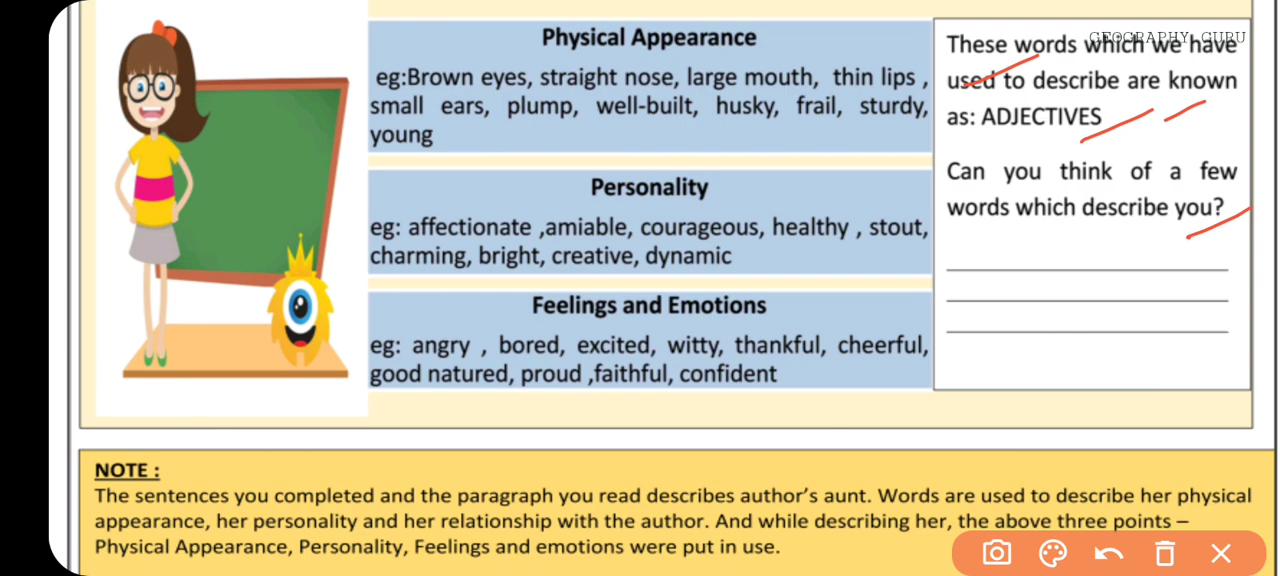 Physical Appearance
eg:Brown eyes, straight nose, large mouth, thin lips ,
small ears, plump, well-built, husky, frail, sturdy,
young
Personality
eg: affectionate ,amiable, courageous, healthy , stout,
charming, bright, creative, dynamic
Feelings and Emotions
eg: angry , bored, excited, witty, thankful, cheerful,
good natured, proud ,faithful, confident
GEOGRAPHY GURU
These words which we have
used to describe are known
as: ADJECTIVES
Can you think of a few
words which describe you?
NOTE :
The sentences you completed and the paragraph you read describes author's aunt. Words are used to describe her physical
appearance, her personality and her relationship with the author. And while describing her, the above three points –
Physical Appearance, Personality, Feelings and emotions were put in use.